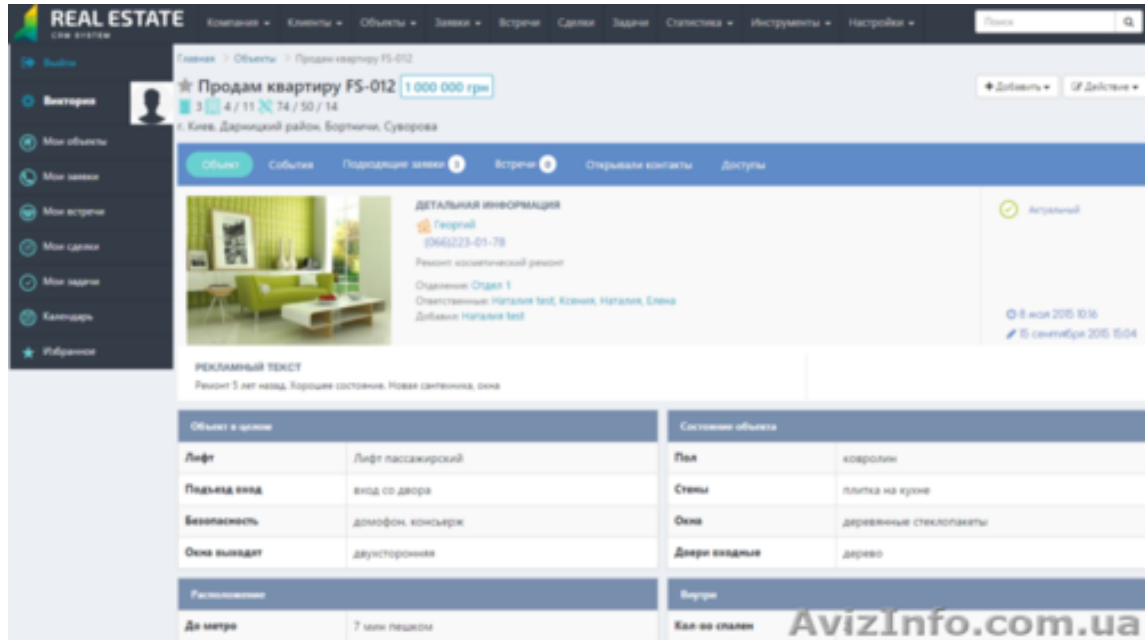 REAL ESTATE
CRM SYSTEM
Компания Клиенты Объекты Заявки Встречи Сделки Задачи Статистика Инструменты Настройки Поиск
Выйти
Виктория
Мои объекты
Мои заявки
Мои встречи
Мои сделки
Мои задачи
Календарь
Избранное
Главная > Объекты > Продам квартиру FS-012
Продам квартиру FS-012 1 000 000 грн
Добавить Действие
3 4 / 11 74 / 50 / 14
г. Киев, Дарницкий район, Бортничи, Суворова
Объект События Подходящие заявки 3 Встречи 0 Открывали контакты Доступы
ДЕТАЛЬНАЯ ИНФОРМАЦИЯ
Георгий
(066)223-01-78
Ремонт: косметический ремонт
Отделение: Отдел 1
Ответственные: Наталия test, Ксения, Наталия, Елена
Добавил: Наталия test
Актуальный
8 июл 2015 10:16
15 сентября 2015 15:04
РЕКЛАМНЫЙ ТЕКСТ
Ремонт 5 лет назад. Хорошее состояние. Новая сантехника, окна
Объект в целом
Лифт Лифт пассажирский
Подъезд вход вход со двора
Безопасность домофон, консьерж
Окна выходят двухсторонняя
Состояние объекта
Пол ковролин
Стены плитка на кухне
Окна деревянные стеклопакеты
Двери входные дерево
Расположение
До метро 7 мин пешком
Внутри
Кол-во спален
AvizInfo.com.ua